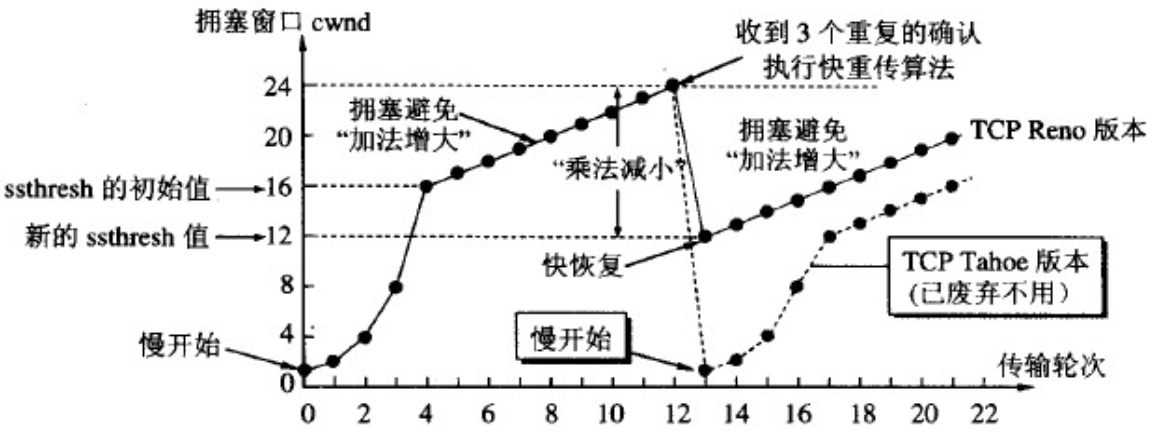 拥塞窗口 cwnd
收到 3 个重复的确认
执行快重传算法
24
拥塞避免
“加法增大”
拥塞避免
“加法增大”
TCP Reno 版本
20
“乘法减小”
ssthresh 的初始值
16
新的 ssthresh 值
12
快恢复
TCP Tahoe 版本
(已废弃不用)
8
4
慢开始
慢开始
传输轮次
0
0 2 4 6 8 10 12 14 16 18 20 22